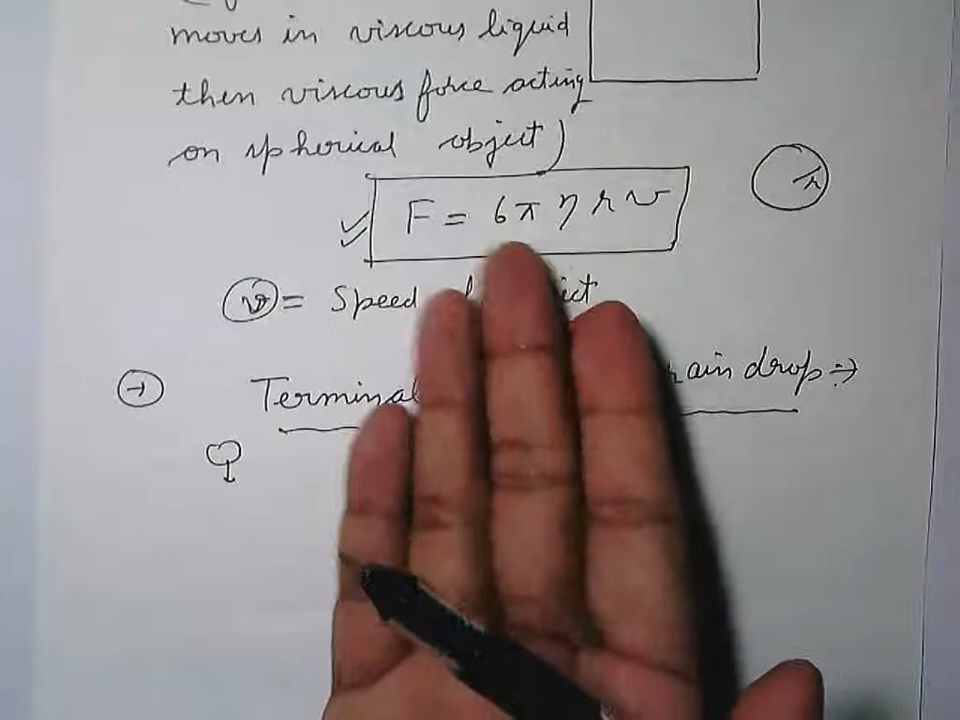 moves in viscous liquid
then viscous force acting
on spherical object)
r
F = 6π η r v
v = Speed
Terminal rain drop ⇒